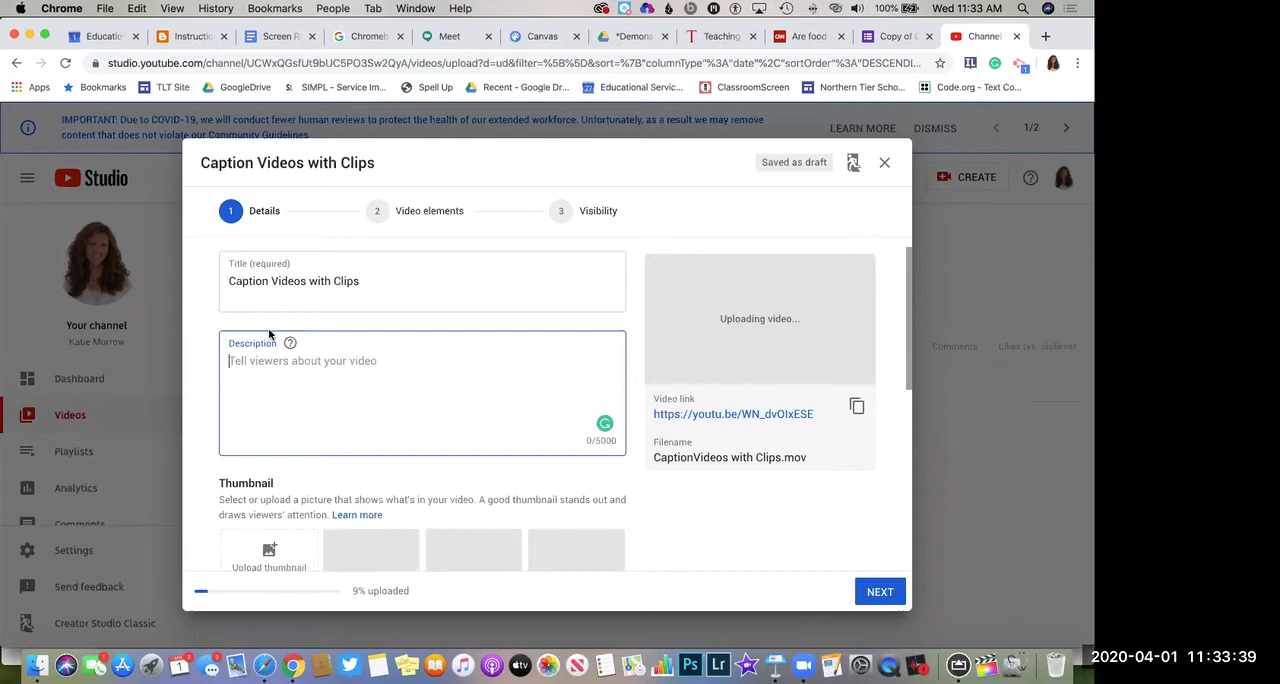 Chrome File Edit View History Bookmarks People Tab Window Help 100% Wed 11:33 AM
Educatio Instructio Screen R Chromeb Meet Canvas *Demons Teaching Are food Copy of C Channel
studio.youtube.com/channel/UCWxQGsfUt9bUC5PO3Sw2QyA/videos/upload?d=ud&filter=%5B%5D&sort=%7B"columnType"%3A"date"%2C"sortOrder"%3A"DESCENDI...
Apps Bookmarks TLT Site GoogleDrive SIMPL - Service Im... Spell Up Recent - Google Dr... Educational Servic... ClassroomScreen Northern Tier Scho... Code.org - Text Co...
IMPORTANT: Due to COVID-19, we will conduct fewer human reviews to protect the health of our extended workforce. Unfortunately, as a result we may remove
content that does not violate our Community Guidelines.
LEARN MORE DISMISS 1/2
Studio
CREATE
Caption Videos with Clips
Saved as draft
1 Details 2 Video elements 3 Visibility
Title (required)
Caption Videos with Clips
Description
Tell viewers about your video
0/5000
Uploading video...
Video link
https://youtu.be/WN_dvOIxESE
Filename
CaptionVideos with Clips.mov
Thumbnail
Select or upload a picture that shows what's in your video. A good thumbnail stands out and
draws viewers' attention. Learn more
Upload thumbnail
9% uploaded
NEXT
Your channel
Katie Morrow
Dashboard
Videos
Playlists
Analytics
Comments
Settings
Send feedback
Creator Studio Classic
Comments Likes (vs. dislikes)
2020-04-01 11:33:39